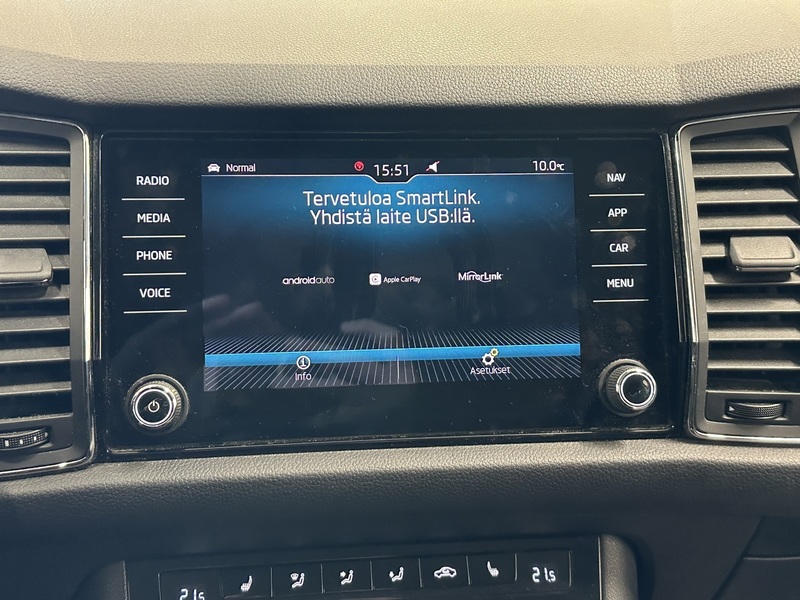 RADIO
MEDIA
PHONE
VOICE
Normal 15:51 10.0°C
Tervetuloa SmartLink.
Yhdistä laite USB:llä.
androidauto Apple CarPlay MirrorLink
Info Asetukset
NAV
APP
CAR
MENU
21.5 21.5